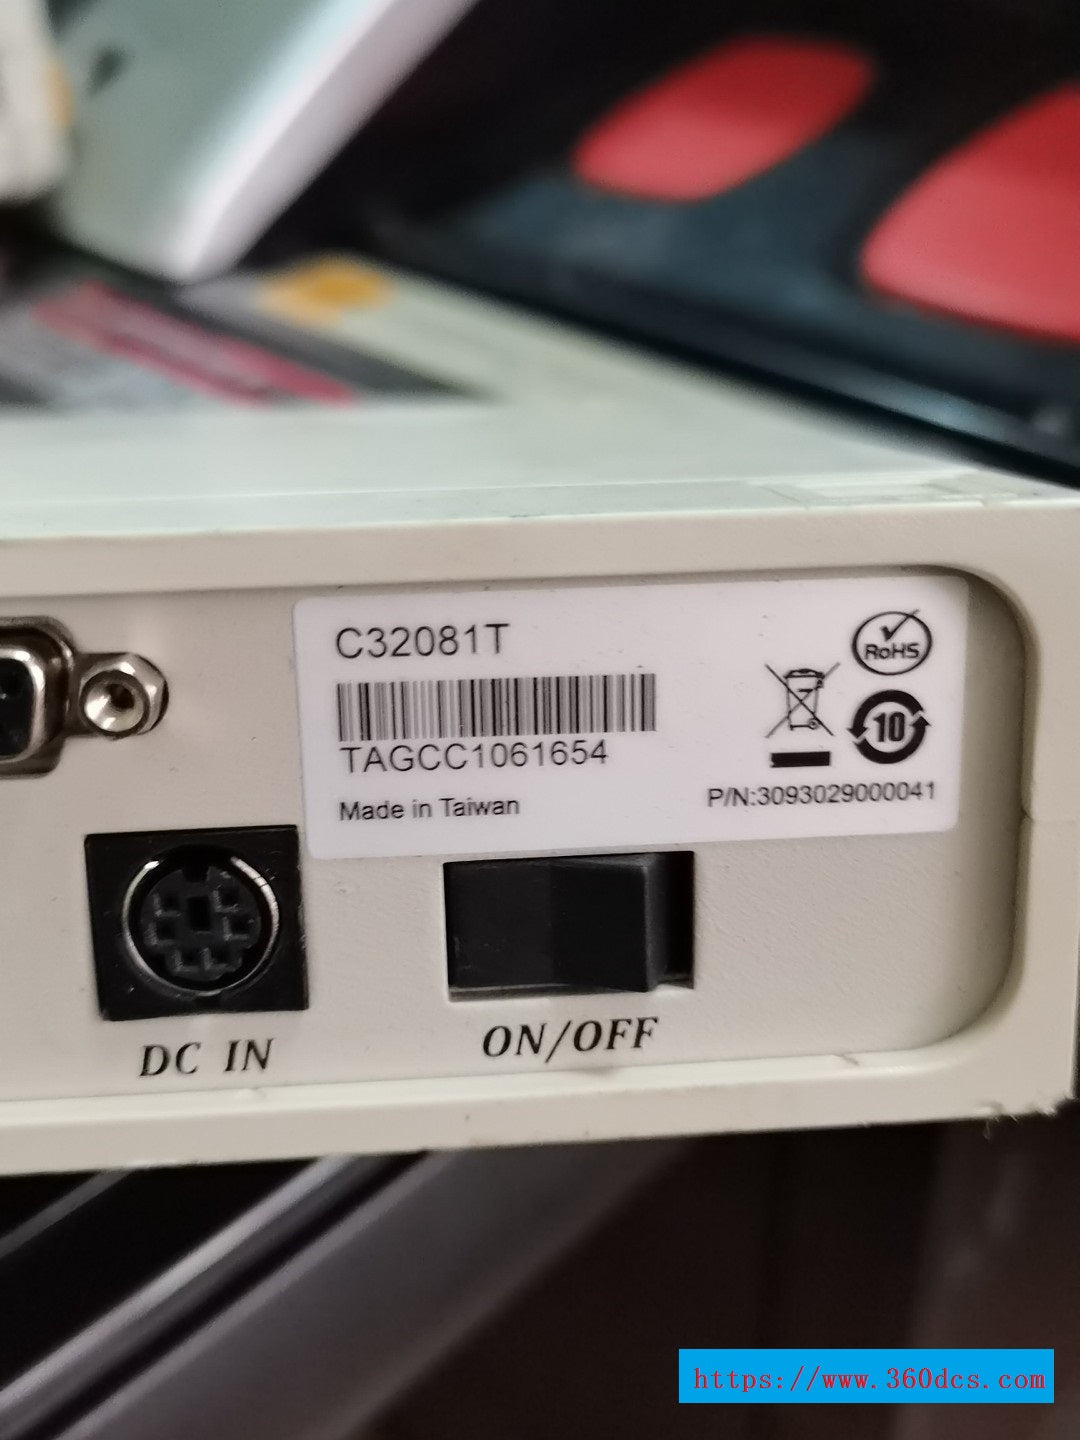 C32081T
TAGCC1061654
Made in Taiwan
RoHS
10
P/N:3093029000041
DC IN
ON/OFF
https://www.360dcs.com